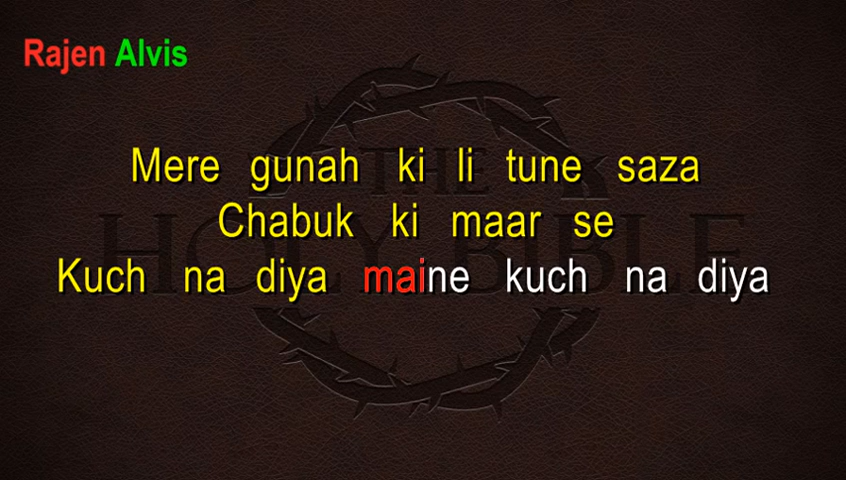 Rajen Alvis
THE
HOLY BIBLE
Mere gunah ki li tune saza
Chabuk ki maar se
Kuch na diya maine kuch na diya